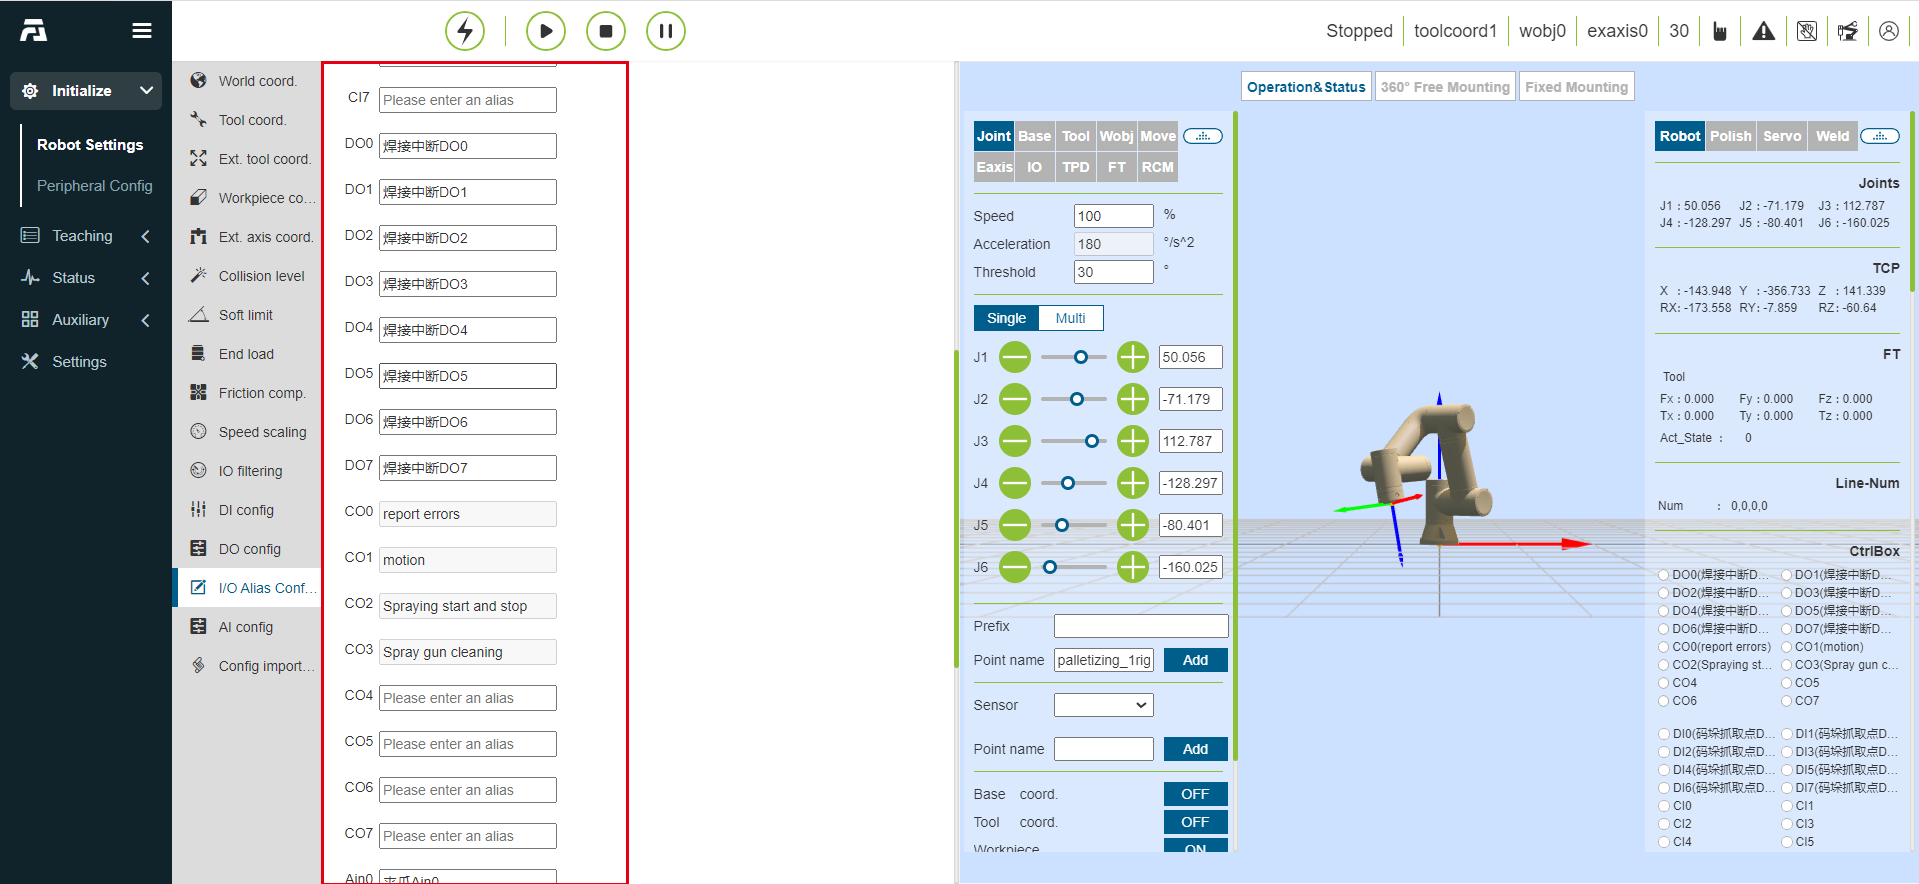 Stopped toolcoord1 wobj0 exaxis0 30
Initialize
Robot Settings
Peripheral Config
Teaching
Status
Auxiliary
Settings
World coord.
Tool coord.
Ext. tool coord.
Workpiece co...
Ext. axis coord.
Collision level
Soft limit
End load
Friction comp.
Speed scaling
IO filtering
DI config
DO config
I/O Alias Conf...
AI config
Config import...
CI7 Please enter an alias
DO0 焊接中断DO0
DO1 焊接中断DO1
DO2 焊接中断DO2
DO3 焊接中断DO3
DO4 焊接中断DO4
DO5 焊接中断DO5
DO6 焊接中断DO6
DO7 焊接中断DO7
CO0 report errors
CO1 motion
CO2 Spraying start and stop
CO3 Spray gun cleaning
CO4 Please enter an alias
CO5 Please enter an alias
CO6 Please enter an alias
CO7 Please enter an alias
Ain0 夹爪Ain0
Operation&Status 360° Free Mounting Fixed Mounting
Joint Base Tool Wobj Move
Eaxis IO TPD FT RCM
Speed 100 %
Acceleration 180 °/s^2
Threshold 30 °
Single Multi
J1 50.056
J2 -71.179
J3 112.787
J4 -128.297
J5 -80.401
J6 -160.025
Prefix
Point name palletizing_1rig Add
Sensor
Point name Add
Base coord. OFF
Tool coord. OFF
Workpiece ON
Robot Polish Servo Weld
Joints
J1 : 50.056 J2 : -71.179 J3 : 112.787
J4 : -128.297 J5 : -80.401 J6 : -160.025
TCP
X : -143.948 Y : -356.733 Z : 141.339
RX: -173.558 RY: -7.859 RZ: -60.64
FT
Tool
Fx : 0.000 Fy : 0.000 Fz : 0.000
Tx : 0.000 Ty : 0.000 Tz : 0.000
Act_State : 0
Line-Num
Num : 0,0,0,0
CtrlBox
DO0(焊接中断D... DO1(焊接中断D...
DO2(焊接中断D... DO3(焊接中断D...
DO4(焊接中断D... DO5(焊接中断D...
DO6(焊接中断D... DO7(焊接中断D...
CO0(report errors) CO1(motion)
CO2(Spraying st... CO3(Spray gun c...
CO4 CO5
CO6 CO7
DI0(码垛抓取点D... DI1(码垛抓取点D...
DI2(码垛抓取点D... DI3(码垛抓取点D...
DI4(码垛抓取点D... DI5(码垛抓取点D...
DI6(码垛抓取点D... DI7(码垛抓取点D...
CI0 CI1
CI2 CI3
CI4 CI5